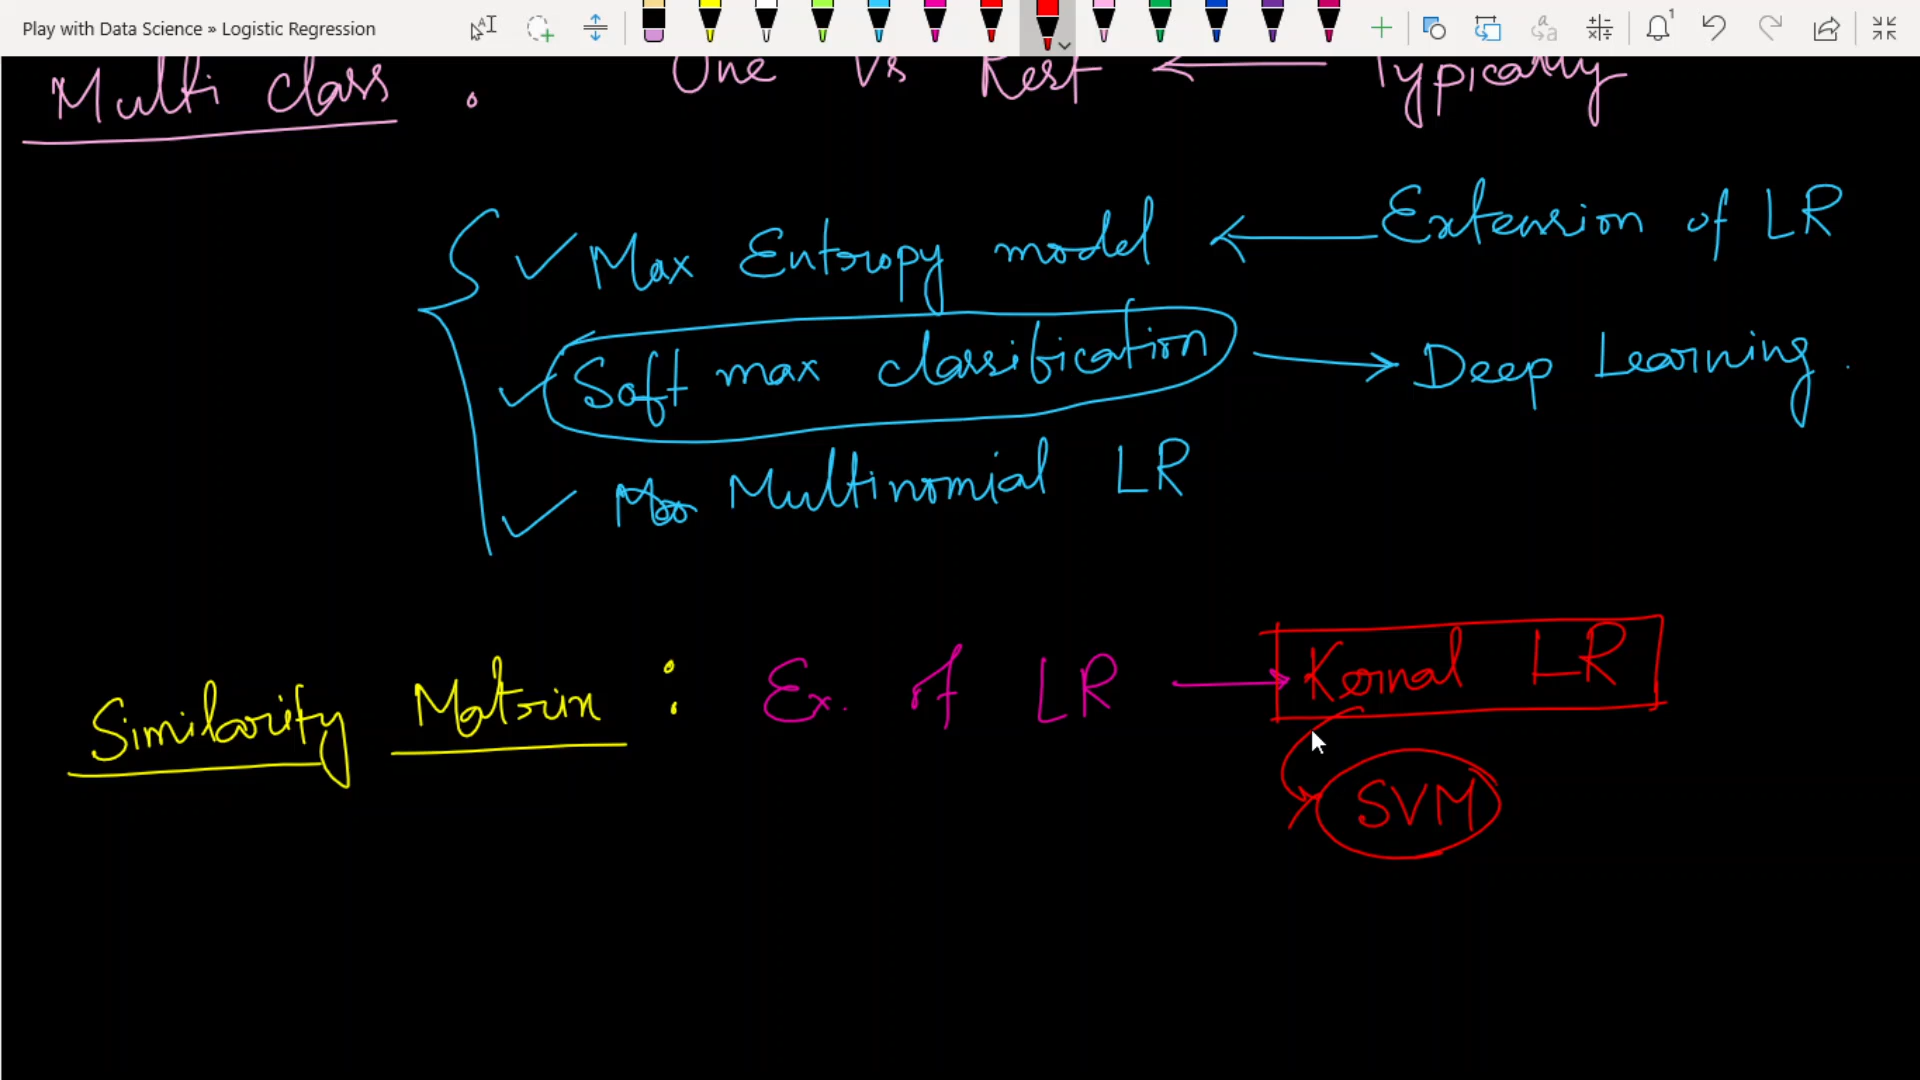 Play with Data Science » Logistic Regression
Multi class : One Vs Rest ← Typically
✓ Max Entropy model ← Extension of LR
✓ Soft max classification → Deep Learning.
✓ Multinomial LR
Similarity Matrix : Ex. of LR → Kernal LR
SVM